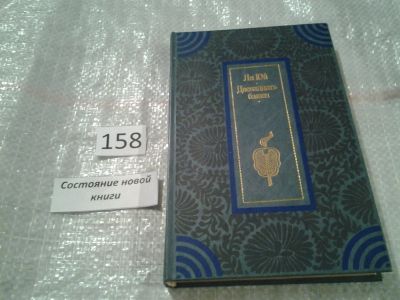 Ли Юй
Двенадцать
башен
158
Состояние новой
книги